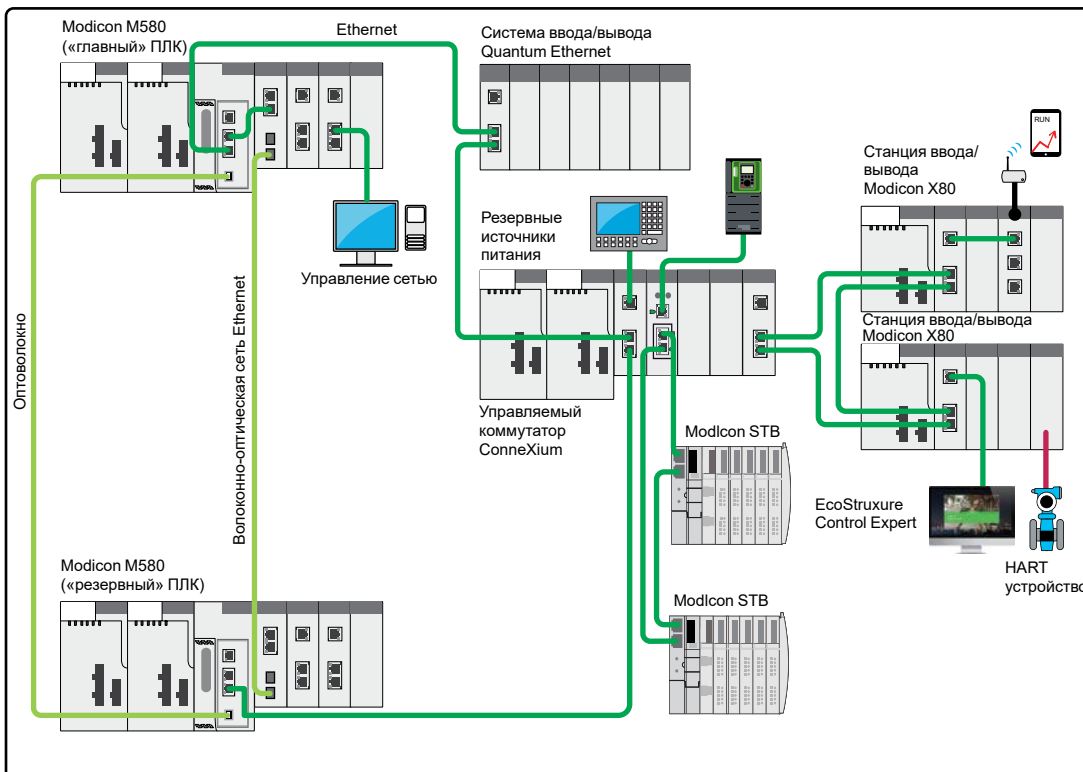 Modicon M580
(«главный» ПЛК)
Ethernet
Система ввода/вывода
Quantum Ethernet
RUN
Станция ввода/
вывода
Modicon X80
Резервные
источники
питания
Управление сетью
Станция ввода/вывода
Modicon X80
Оптоволокно
Волоконно-оптическая сеть Ethernet
Управляемый
коммутатор
ConneXium
ModIcon STB
EcoStruxure
Control Expert
HART
устройство
Modicon M580
(«резервный» ПЛК)
ModIcon STB